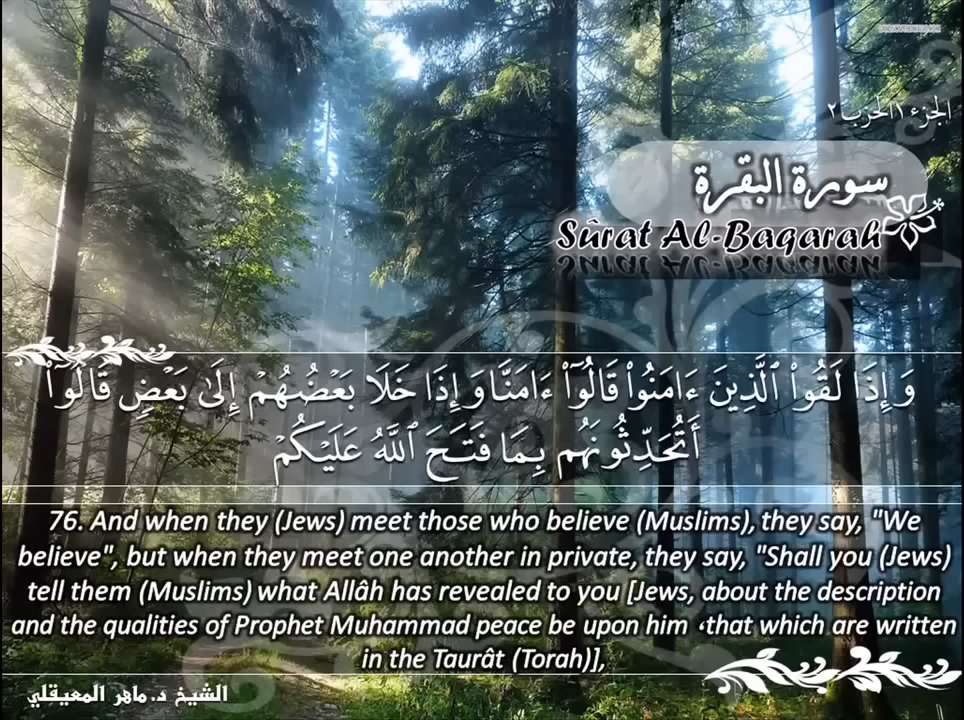 الجزء ١ الحزب ٢
سورة البقرة
Sûrat Al-Baqarah
وَإِذَا لَقُوا۟ ٱلَّذِينَ ءَامَنُوا۟ قَالُوٓا۟ ءَامَنَّا وَإِذَا خَلَا بَعْضُهُمْ إِلَىٰ بَعْضٍ قَالُوٓا۟
أَتُحَدِّثُونَهُم بِمَا فَتَحَ ٱللَّهُ عَلَيْكُمْ
76. And when they (Jews) meet those who believe (Muslims), they say, "We
believe", but when they meet one another in private, they say, "Shall you (Jews)
tell them (Muslims) what Allâh has revealed to you [Jews, about the description
and the qualities of Prophet Muhammad peace be upon him ،that which are written
in the Taurât (Torah)],
الشيخ د. ماهر المعيقلي